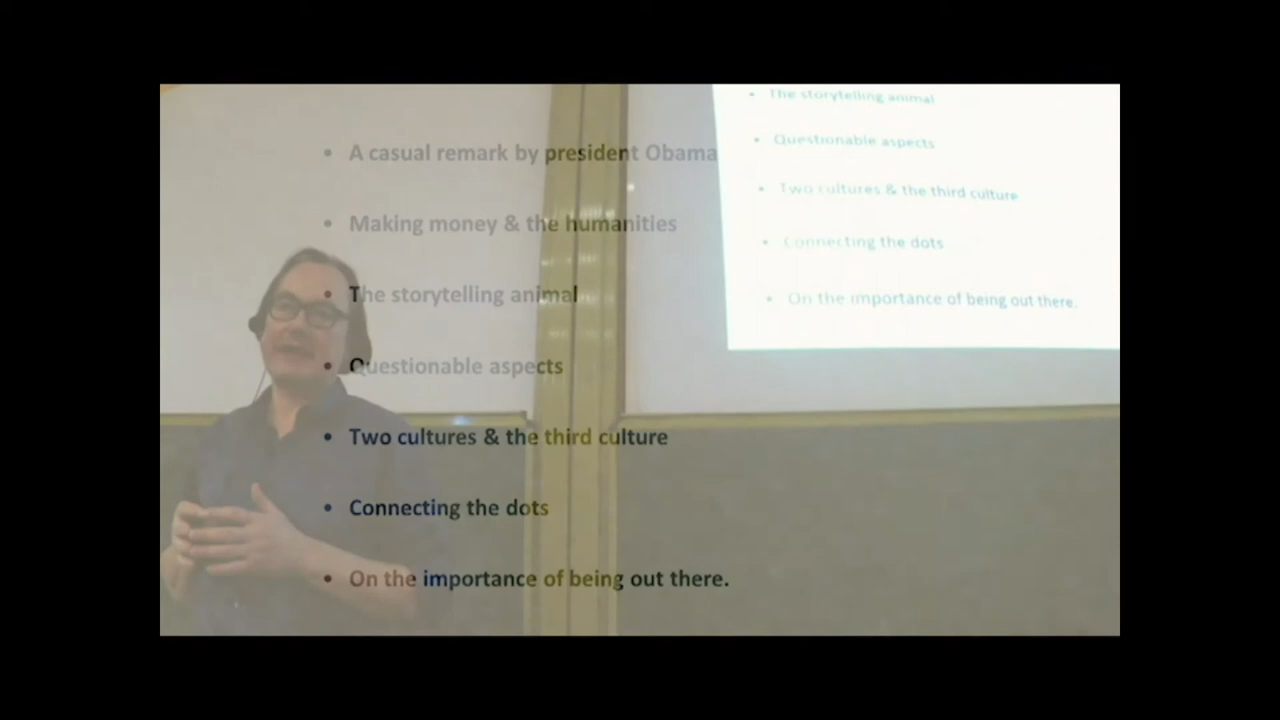 • A casual remark by president Obama
• Making money & the humanities
• The storytelling animal
• Questionable aspects
• Two cultures & the third culture
• Connecting the dots
• On the importance of being out there.
• The storytelling animal
• Questionable aspects
• Two cultures & the third culture
• Connecting the dots
• On the importance of being out there.